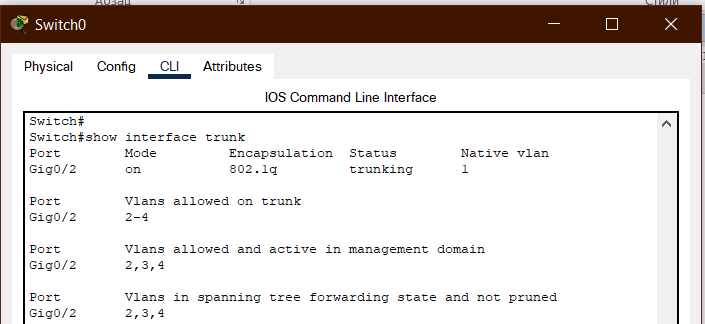 Абзац Стили
Switch0
Physical Config CLI Attributes
IOS Command Line Interface
Switch#
Switch#show interface trunk
Port Mode Encapsulation Status Native vlan
Gig0/2 on 802.1q trunking 1
Port Vlans allowed on trunk
Gig0/2 2-4
Port Vlans allowed and active in management domain
Gig0/2 2,3,4
Port Vlans in spanning tree forwarding state and not pruned
Gig0/2 2,3,4